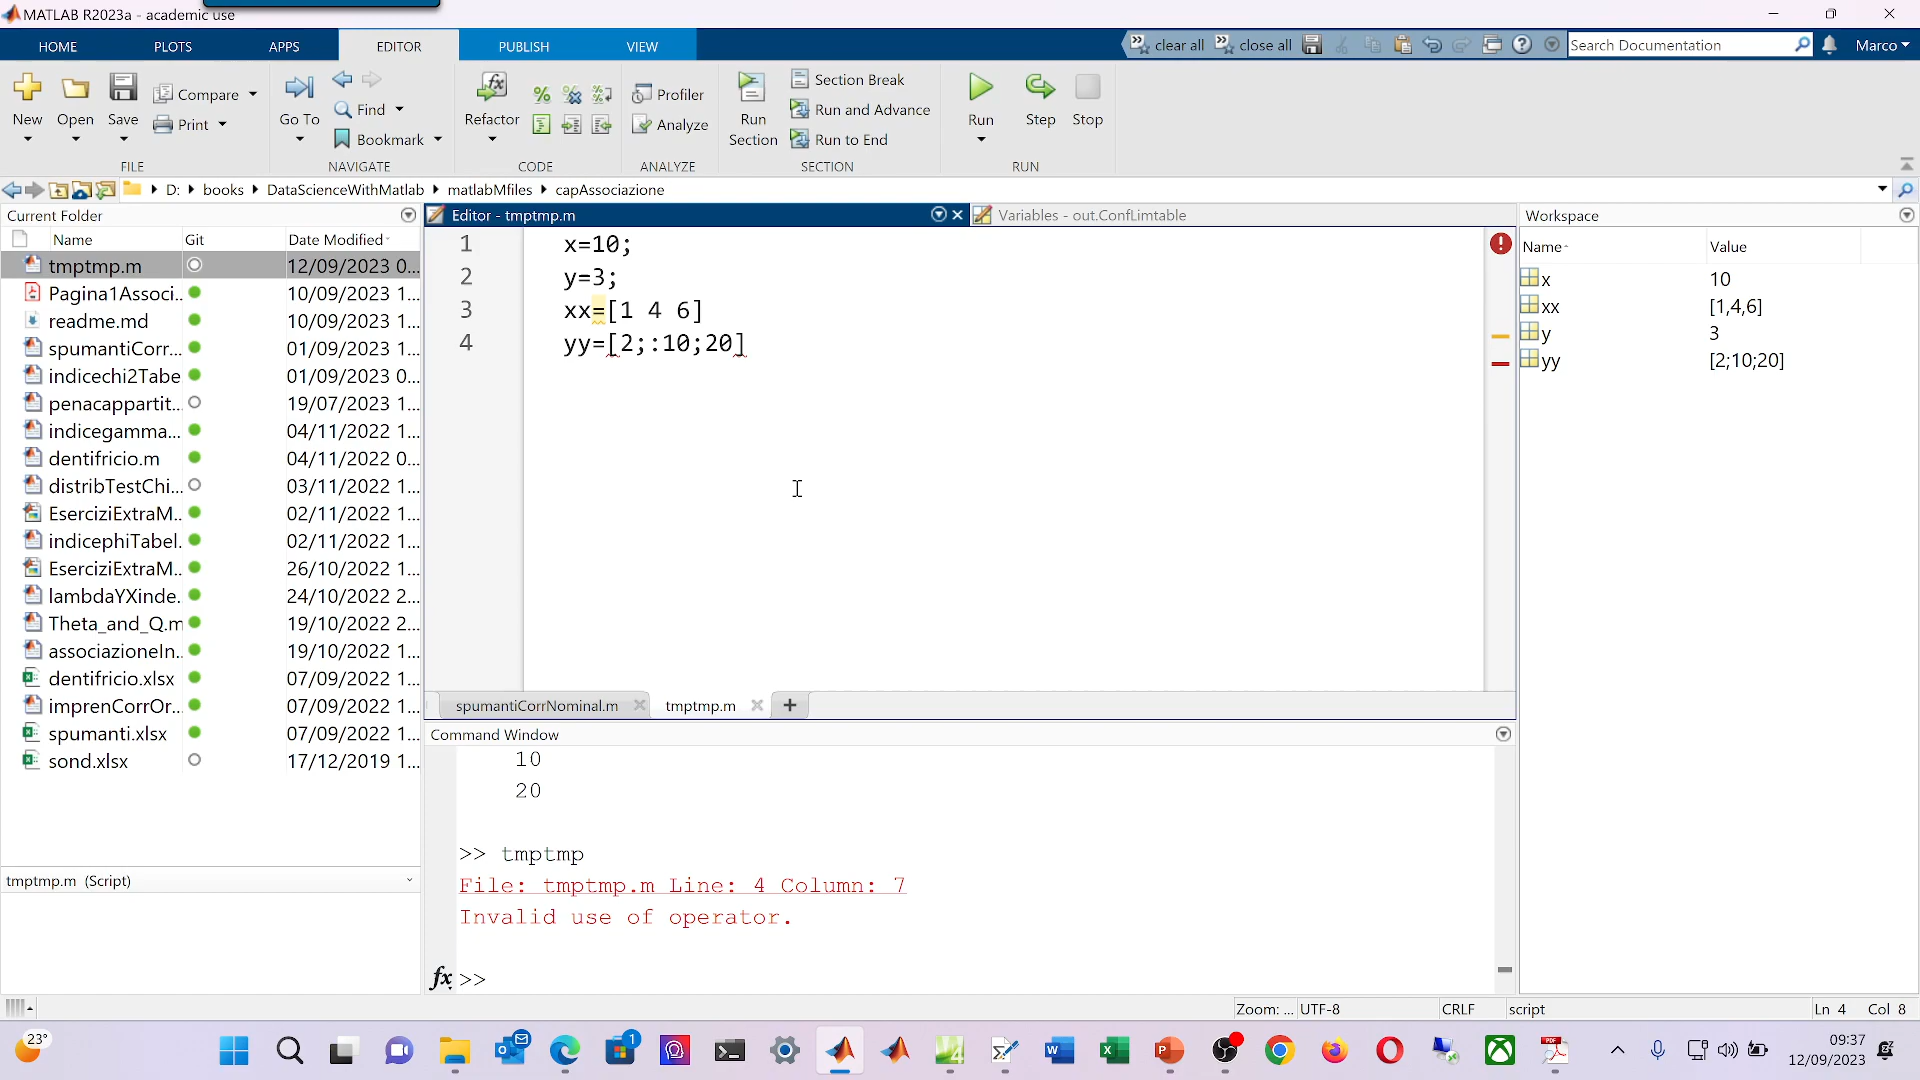 MATLAB R2023a - academic use
HOME PLOTS APPS EDITOR PUBLISH VIEW clear all close all Search Documentation Marco
New Open Save Compare Print
Go To Find Bookmark
Refactor
Profiler Analyze
Run Section Section Break Run and Advance Run to End
Run Step Stop
FILE NAVIGATE CODE ANALYZE SECTION RUN
D: books DataScienceWithMatlab matlabMfiles capAssociazione
Current Folder
Name Git Date Modified
tmptmp.m 12/09/2023 0...
Pagina1Associ... 10/09/2023 1...
readme.md 10/09/2023 1...
spumantiCorr... 01/09/2023 1...
indicechi2Tabe 01/09/2023 0...
penacappartit... 19/07/2023 1...
indicegamma... 04/11/2022 1...
dentifricio.m 04/11/2022 0...
distribTestChi... 03/11/2022 1...
EserciziExtraM... 02/11/2022 1...
indicephiTabel. 02/11/2022 1...
EserciziExtraM... 26/10/2022 1...
lambdaYXinde. 24/10/2022 2...
Theta_and_Q.m 19/10/2022 2...
associazioneIn... 19/10/2022 1...
dentifricio.xlsx 07/09/2022 1...
imprenCorrOr... 07/09/2022 1...
spumanti.xlsx 07/09/2022 1...
sond.xlsx 17/12/2019 1...
tmptmp.m (Script)
Editor - tmptmp.m
Variables - out.ConfLimtable
1 x=10;
2 y=3;
3 xx=[1 4 6]
4 yy=[2;:10;20]
spumantiCorrNominal.m tmptmp.m
Command Window
10
20
>> tmptmp
File: tmptmp.m Line: 4 Column: 7
Invalid use of operator.
fx >>
Workspace
Name Value
x 10
xx [1,4,6]
y 3
yy [2;10;20]
Zoom: ... UTF-8 CRLF script Ln 4 Col 8
23°
1
09:37
12/09/2023